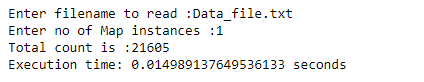 Enter filename to read :Data_file.txt
Enter no of Map instances :1
Total count is :21605
Execution time: 0.014989137649536133 seconds